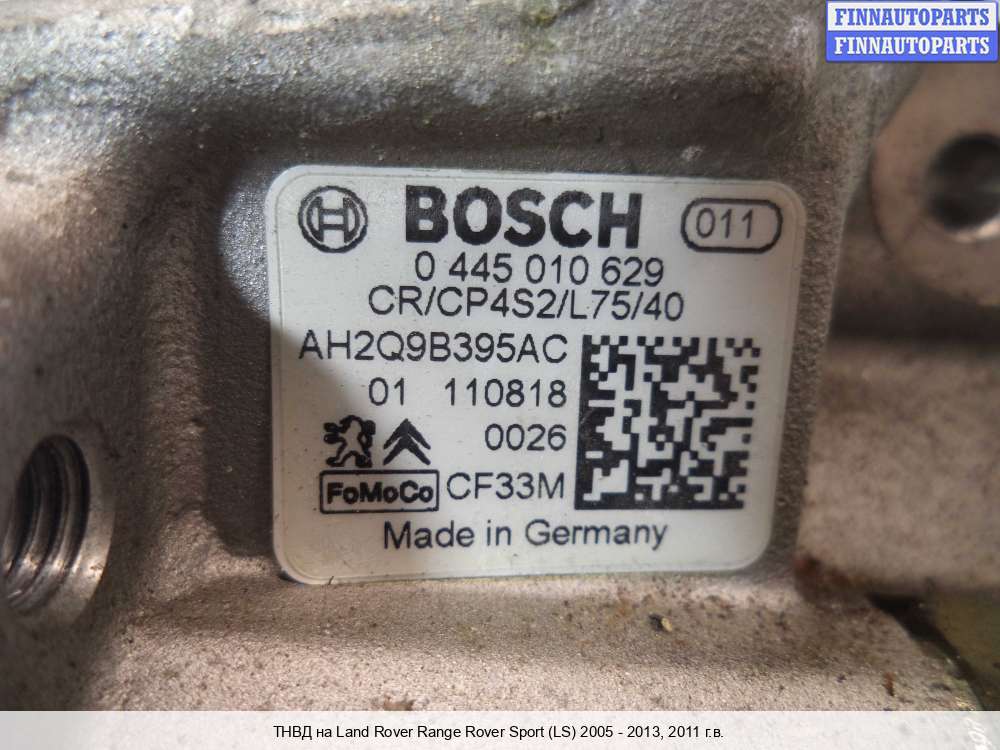 FINNAUTOPARTS
FINNAUTOPARTS
BOSCH 011
0 445 010 629
CR/CP4S2/L75/40
AH2Q9B395AC
01 110818
0026
FoMoCo CF33M
Made in Germany
ТНВД на Land Rover Range Rover Sport (LS) 2005 - 2013, 2011 г.в.